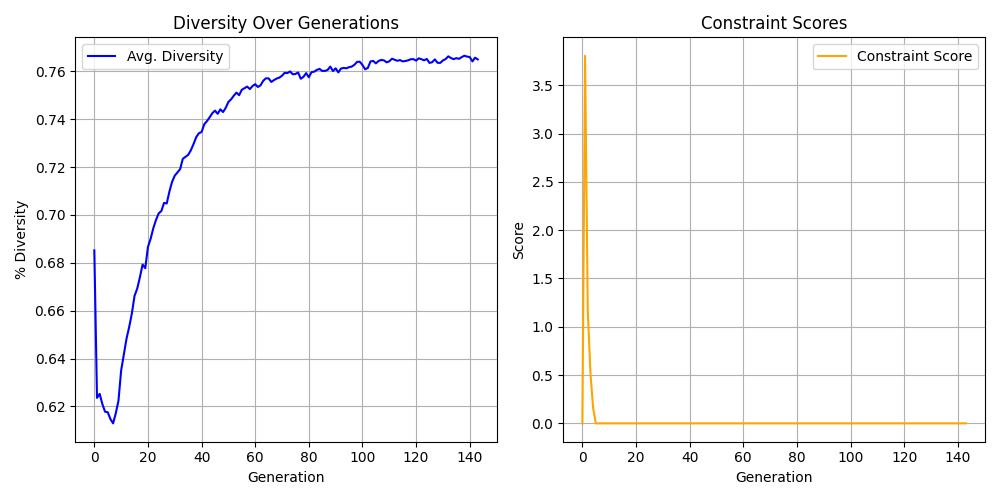 Diversity Over Generations
Avg. Diversity
% Diversity
0.76
0.74
0.72
0.70
0.68
0.66
0.64
0.62
0 20 40 60 80 100 120 140
Generation
Constraint Scores
Constraint Score
Score
3.5
3.0
2.5
2.0
1.5
1.0
0.5
0.0
0 20 40 60 80 100 120 140
Generation